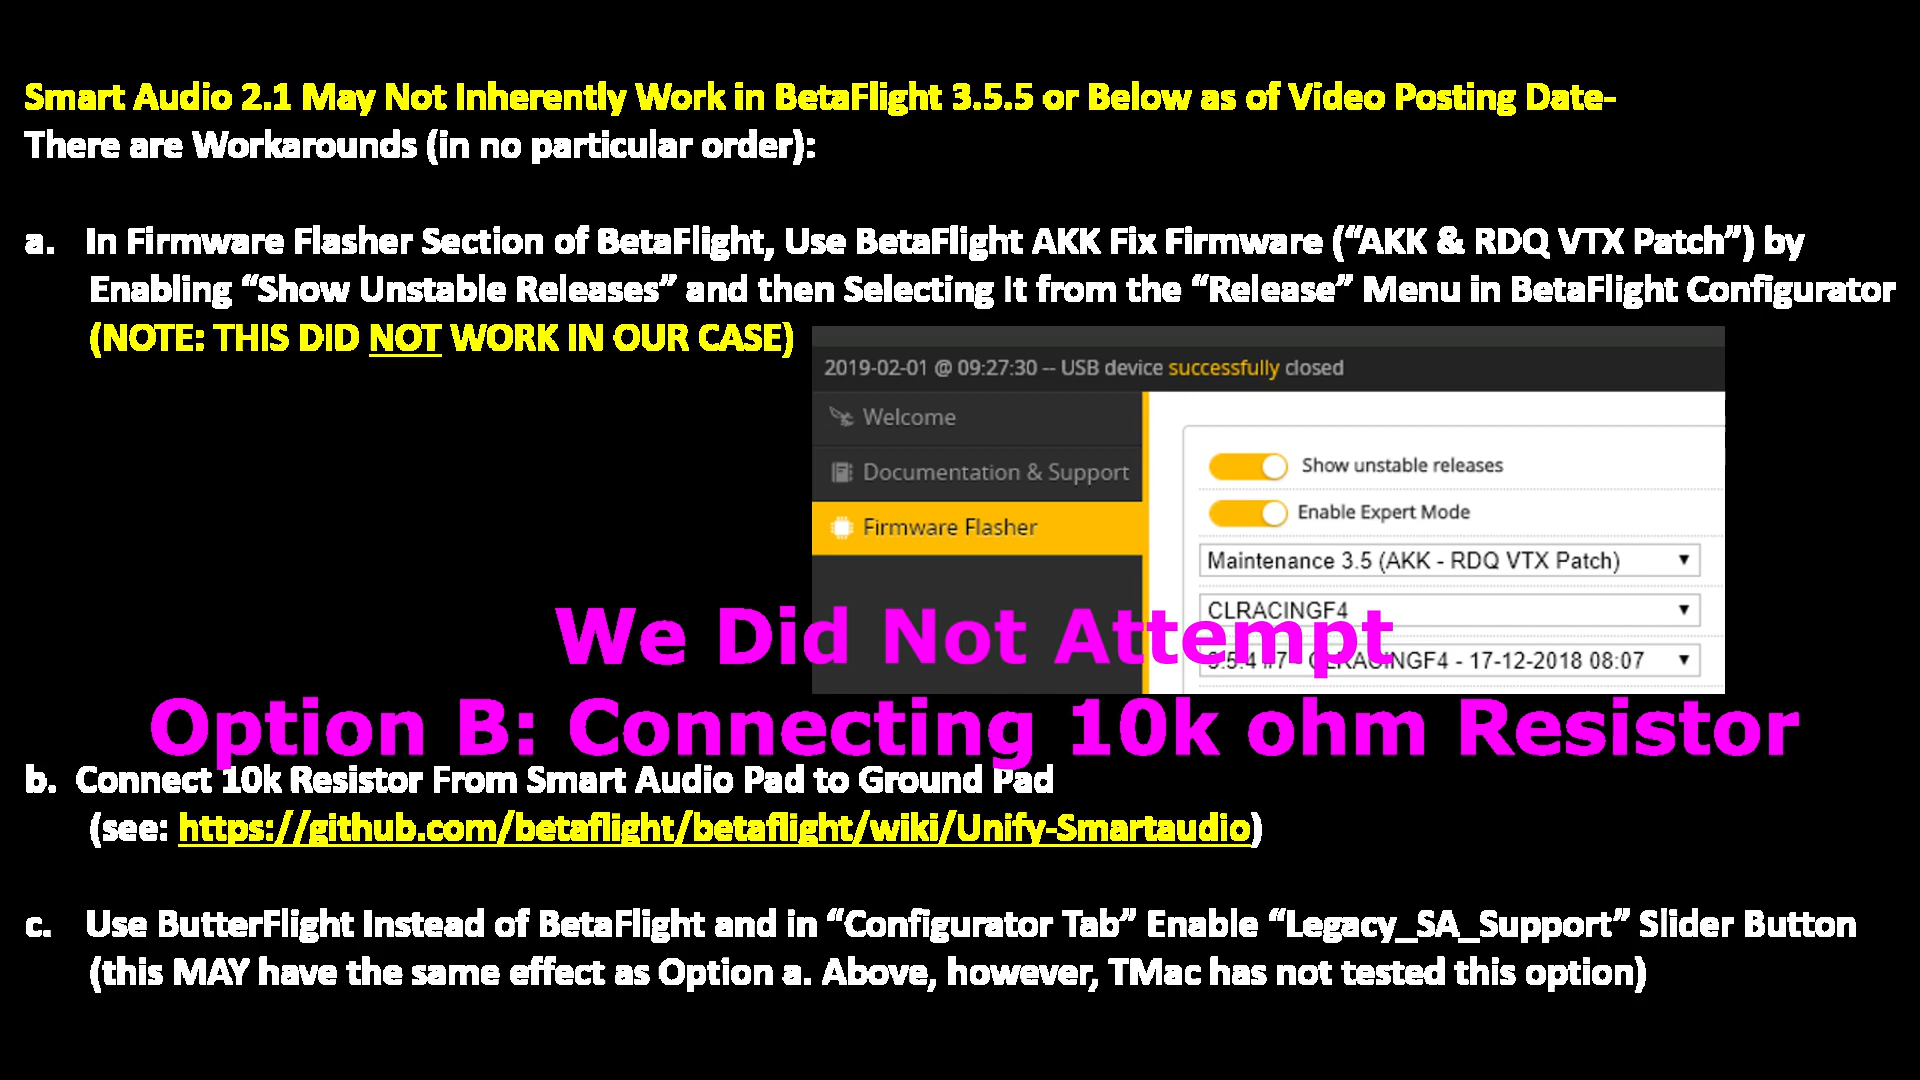 Smart Audio 2.1 May Not Inherently Work in BetaFlight 3.5.5 or Below as of Video Posting Date-
There are Workarounds (in no particular order):
a. In Firmware Flasher Section of BetaFlight, Use BetaFlight AKK Fix Firmware (“AKK & RDQ VTX Patch”) by
Enabling “Show Unstable Releases” and then Selecting It from the “Release” Menu in BetaFlight Configurator
(NOTE: THIS DID NOT WORK IN OUR CASE)
2019-02-01 @ 09:27:30 -- USB device successfully closed
Welcome
Documentation & Support
Firmware Flasher
Show unstable releases
Enable Expert Mode
Maintenance 3.5 (AKK - RDQ VTX Patch)
CLRACINGF4
3.5.4 #7 - CLRACINGF4 - 17-12-2018 08:07
We Did Not Attempt
Option B: Connecting 10k ohm Resistor
b. Connect 10k Resistor From Smart Audio Pad to Ground Pad
(see: https://github.com/betaflight/betaflight/wiki/Unify-Smartaudio)
c. Use ButterFlight Instead of BetaFlight and in “Configurator Tab” Enable “Legacy_SA_Support” Slider Button
(this MAY have the same effect as Option a. Above, however, TMac has not tested this option)